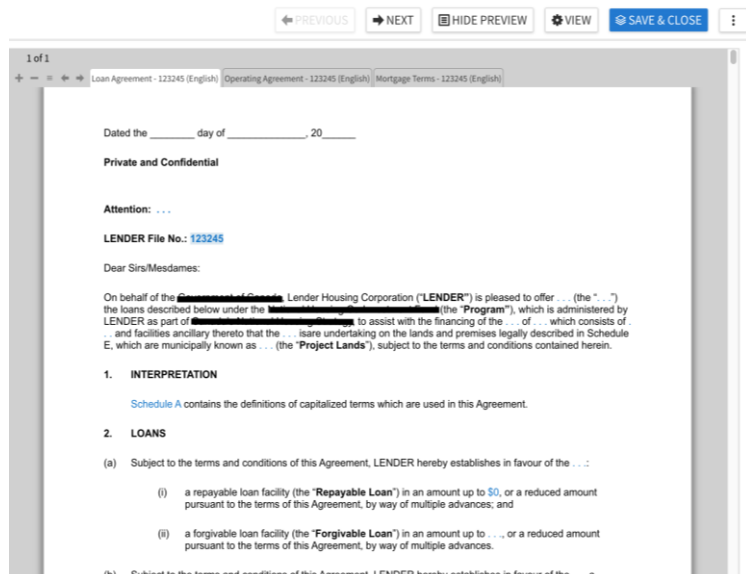 PREVIOUS NEXT HIDE PREVIEW VIEW SAVE & CLOSE
1 of 1
Loan Agreement - 123245 (English) Operating Agreement - 123245 (English) Mortgage Terms - 123245 (English)
Dated the ________ day of ______________, 20______
Private and Confidential
Attention: . . .
LENDER File No.: 123245
Dear Sirs/Mesdames:
On behalf of the , Lender Housing Corporation (“LENDER”) is pleased to offer . . . (the “. . .”)
the loans described below under the (the “Program”), which is administered by
LENDER as part of , to assist with the financing of the . . . of . . . which consists of .
. . and facilities ancillary thereto that the . . . isare undertaking on the lands and premises legally described in Schedule
E, which are municipally known as . . . (the “Project Lands”), subject to the terms and conditions contained herein.
1. INTERPRETATION
Schedule A contains the definitions of capitalized terms which are used in this Agreement.
2. LOANS
(a) Subject to the terms and conditions of this Agreement, LENDER hereby establishes in favour of the . . .:
(i) a repayable loan facility (the “Repayable Loan”) in an amount up to $0, or a reduced amount
pursuant to the terms of this Agreement, by way of multiple advances; and
(ii) a forgivable loan facility (the “Forgivable Loan”) in an amount up to . . ., or a reduced amount
pursuant to the terms of this Agreement, by way of multiple advances.